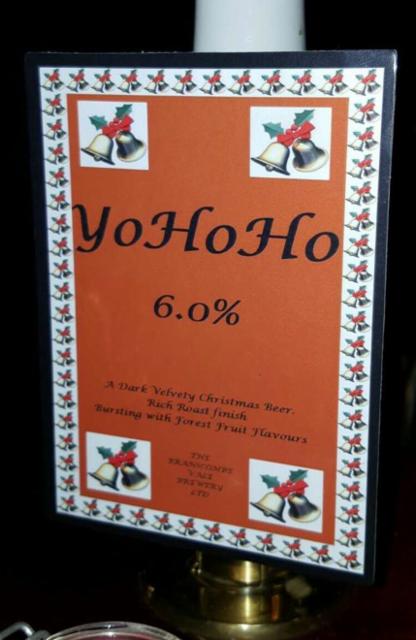 YoHoHo
6.0%
A Dark Velvety Christmas Beer.
Rich Roast finish
Bursting with Forest Fruit Flavours
THE
BRANSCOMBE
VALE
BREWERY
LTD